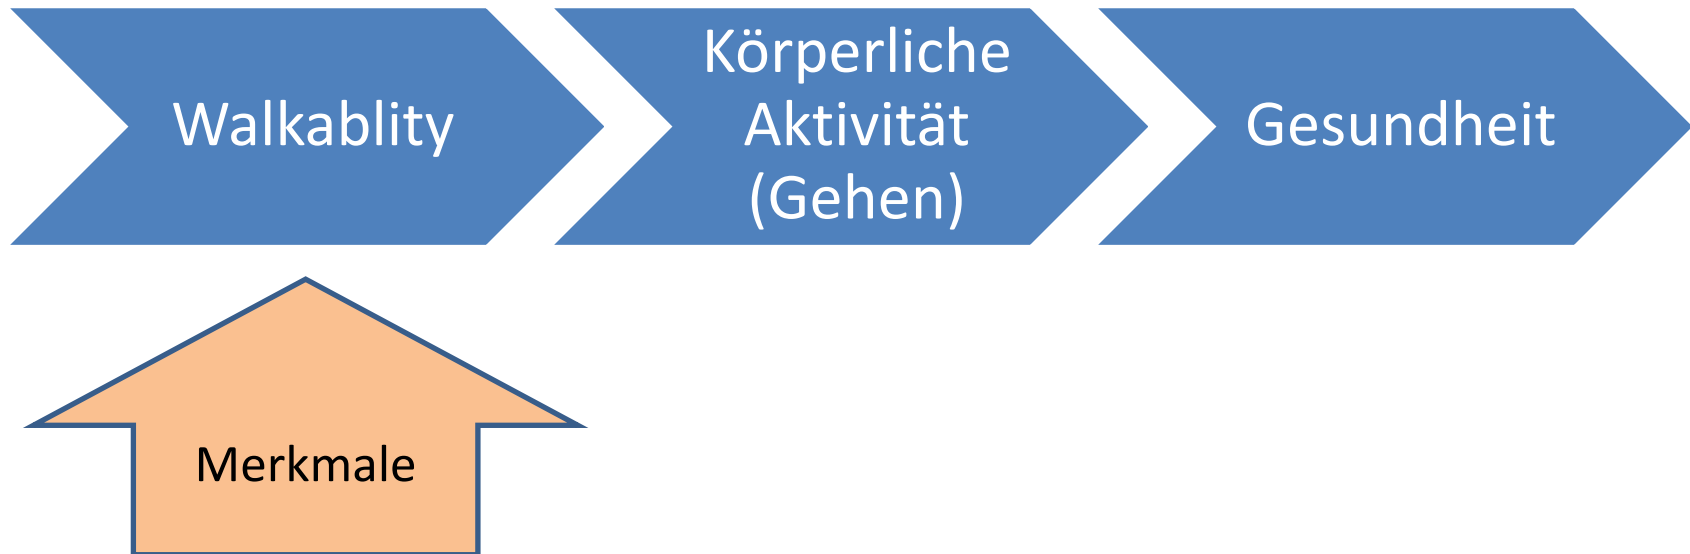 Walkablity
Körperliche
Aktivität
(Gehen)
Gesundheit
Merkmale